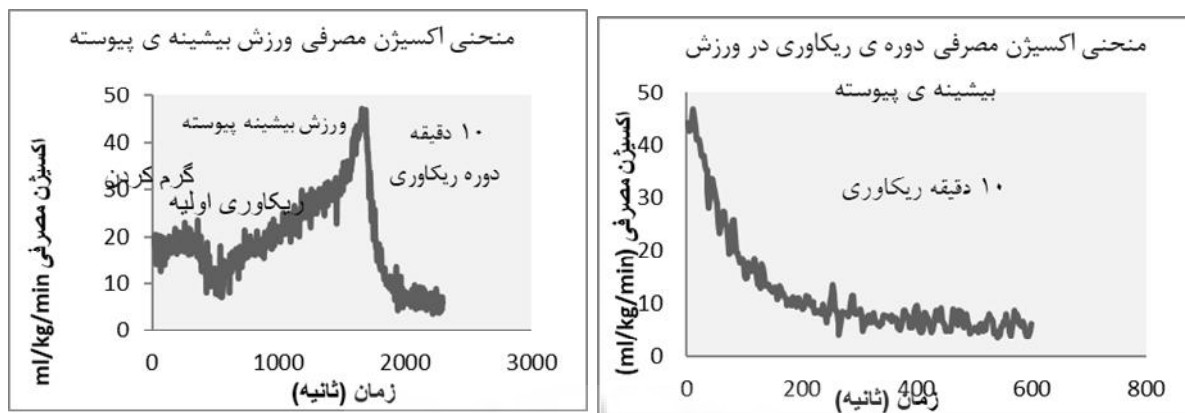 منحنی اکسیژن مصرفی ورزش بیشینه ی پیوسته
اکسیژن مصرفی ml/kg/min
50
40
30
20
10
0
ورزش بیشینه پیوسته
۱۰ دقیقه
دوره ریکاوری
گرم کردن
ریکاوری اولیه
0 1000 2000 3000
زمان (ثانیه)
منحنی اکسیژن مصرفی دوره ی ریکاوری در ورزش
بیشینه ی پیوسته
اکسیژن مصرفی (ml/kg/min)
50
40
30
20
10
0
۱۰ دقیقه ریکاوری
0 200 400 600 800
زمان (ثانیه)